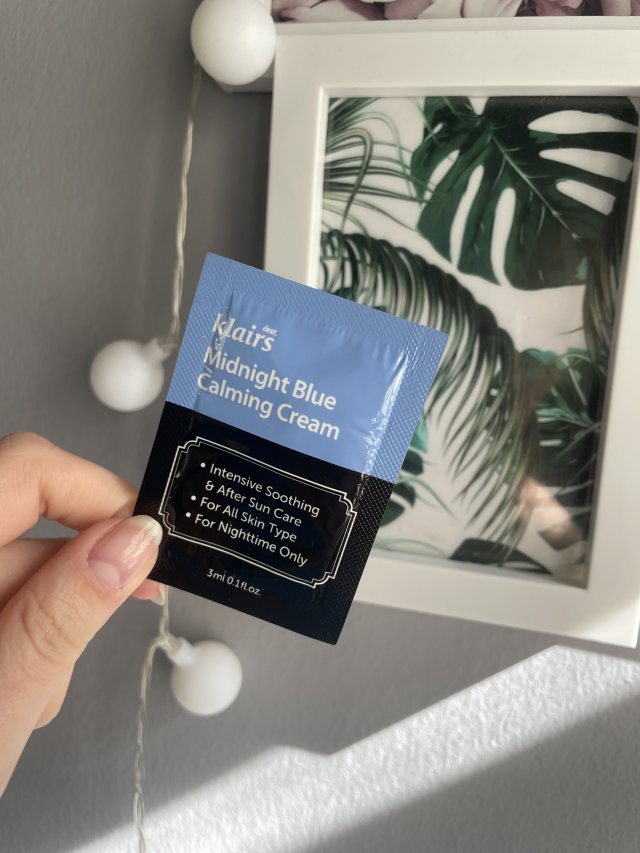 dear,
klairs
Midnight Blue
Calming Cream
• Intensive Soothing
& After Sun Care
• For All Skin Type
• For Nighttime Only
3ml 0.1fl.oz.